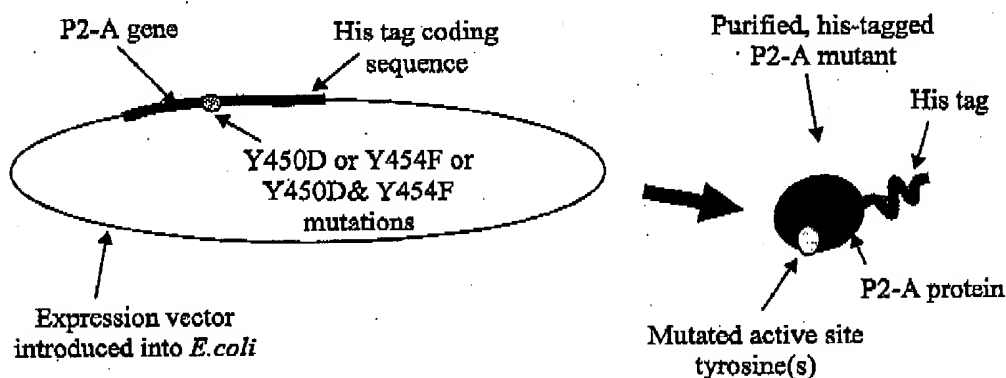 P2-A gene
His tag coding
sequence
Y450D or Y454F or
Y450D& Y454F
mutations
Expression vector
introduced into E.coli
Purified, his-tagged
P2-A mutant
His tag
P2-A protein
Mutated active site
tyrosine(s)